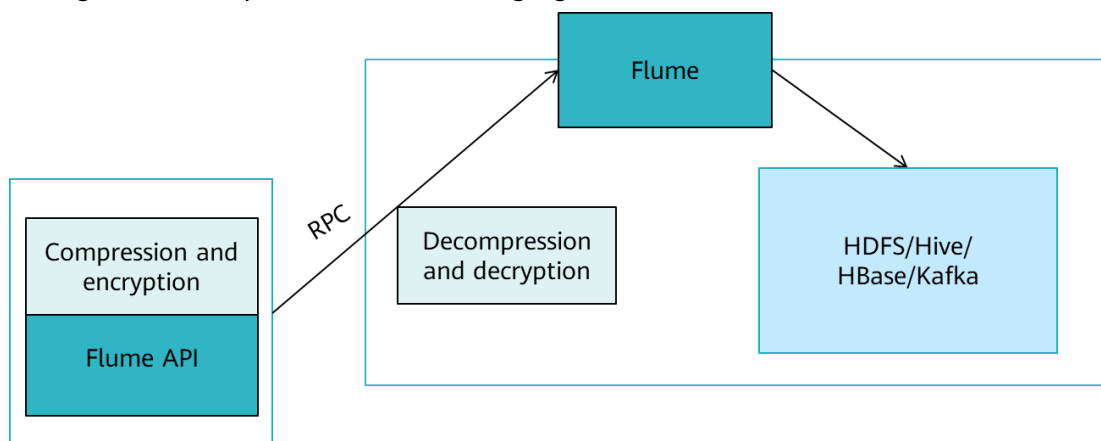 Flume
RPC
Compression and
encryption
Flume API
Decompression
and decryption
HDFS/Hive/
HBase/Kafka